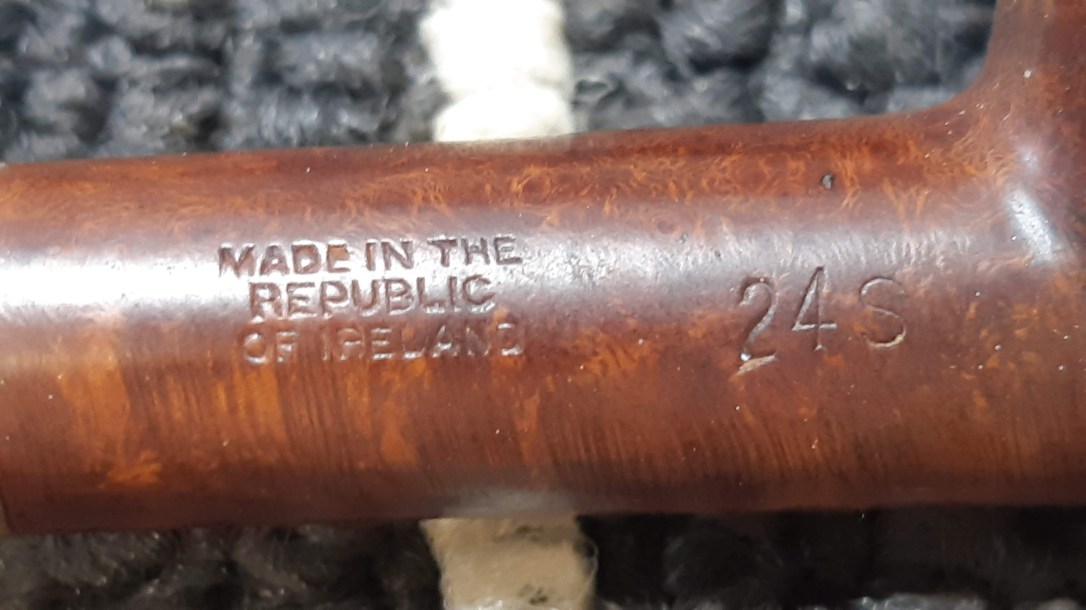 MADE IN THE
REPUBLIC
OF IRELAND
24S